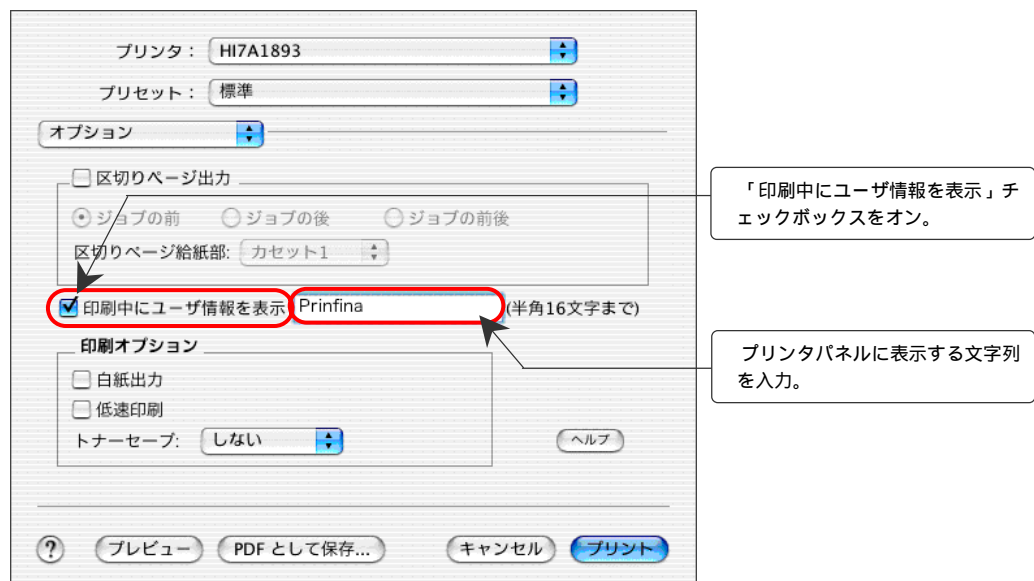 プリンタ： HI7A1893
プリセット： 標準
オプション
区切りページ出力
ジョブの前 ジョブの後 ジョブの前後
区切りページ給紙部: カセット1
印刷中にユーザ情報を表示 Prinfina (半角16文字まで)
印刷オプション
白紙出力
低速印刷
トナーセーブ: しない
ヘルプ
? プレビュー PDF として保存... キャンセル プリント
「印刷中にユーザ情報を表示」チ
ェックボックスをオン。
プリンタパネルに表示する文字列
を入力。